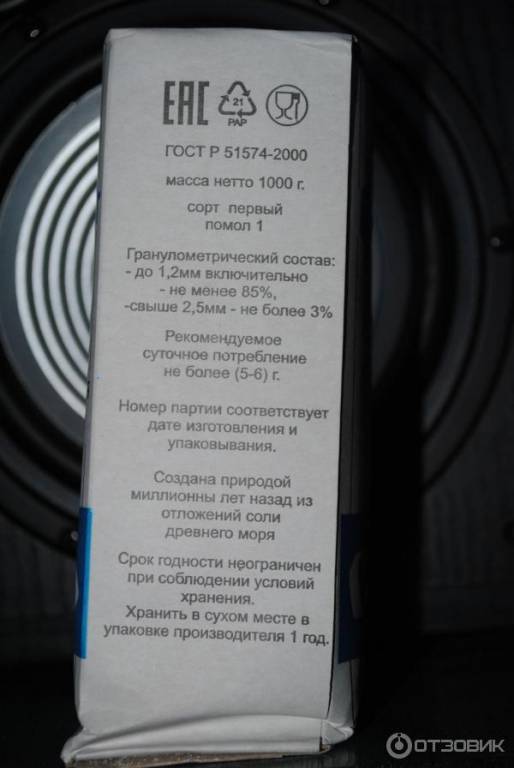 ЕАС 21 PAP
ГОСТ Р 51574-2000
масса нетто 1000 г.
сорт первый
помол 1
Гранулометрический состав:
- до 1,2мм включительно
- не менее 85%,
-свыше 2,5мм - не более 3%
Рекомендуемое
суточное потребление
не более (5-6) г.
Номер партии соответствует
дате изготовления и
упаковывания.
Создана природой
миллионны лет назад из
отложений соли
древнего моря
Срок годности неограничен
при соблюдении условий
хранения.
Хранить в сухом месте в
упаковке производителя 1 год.
ОТЗОВИК